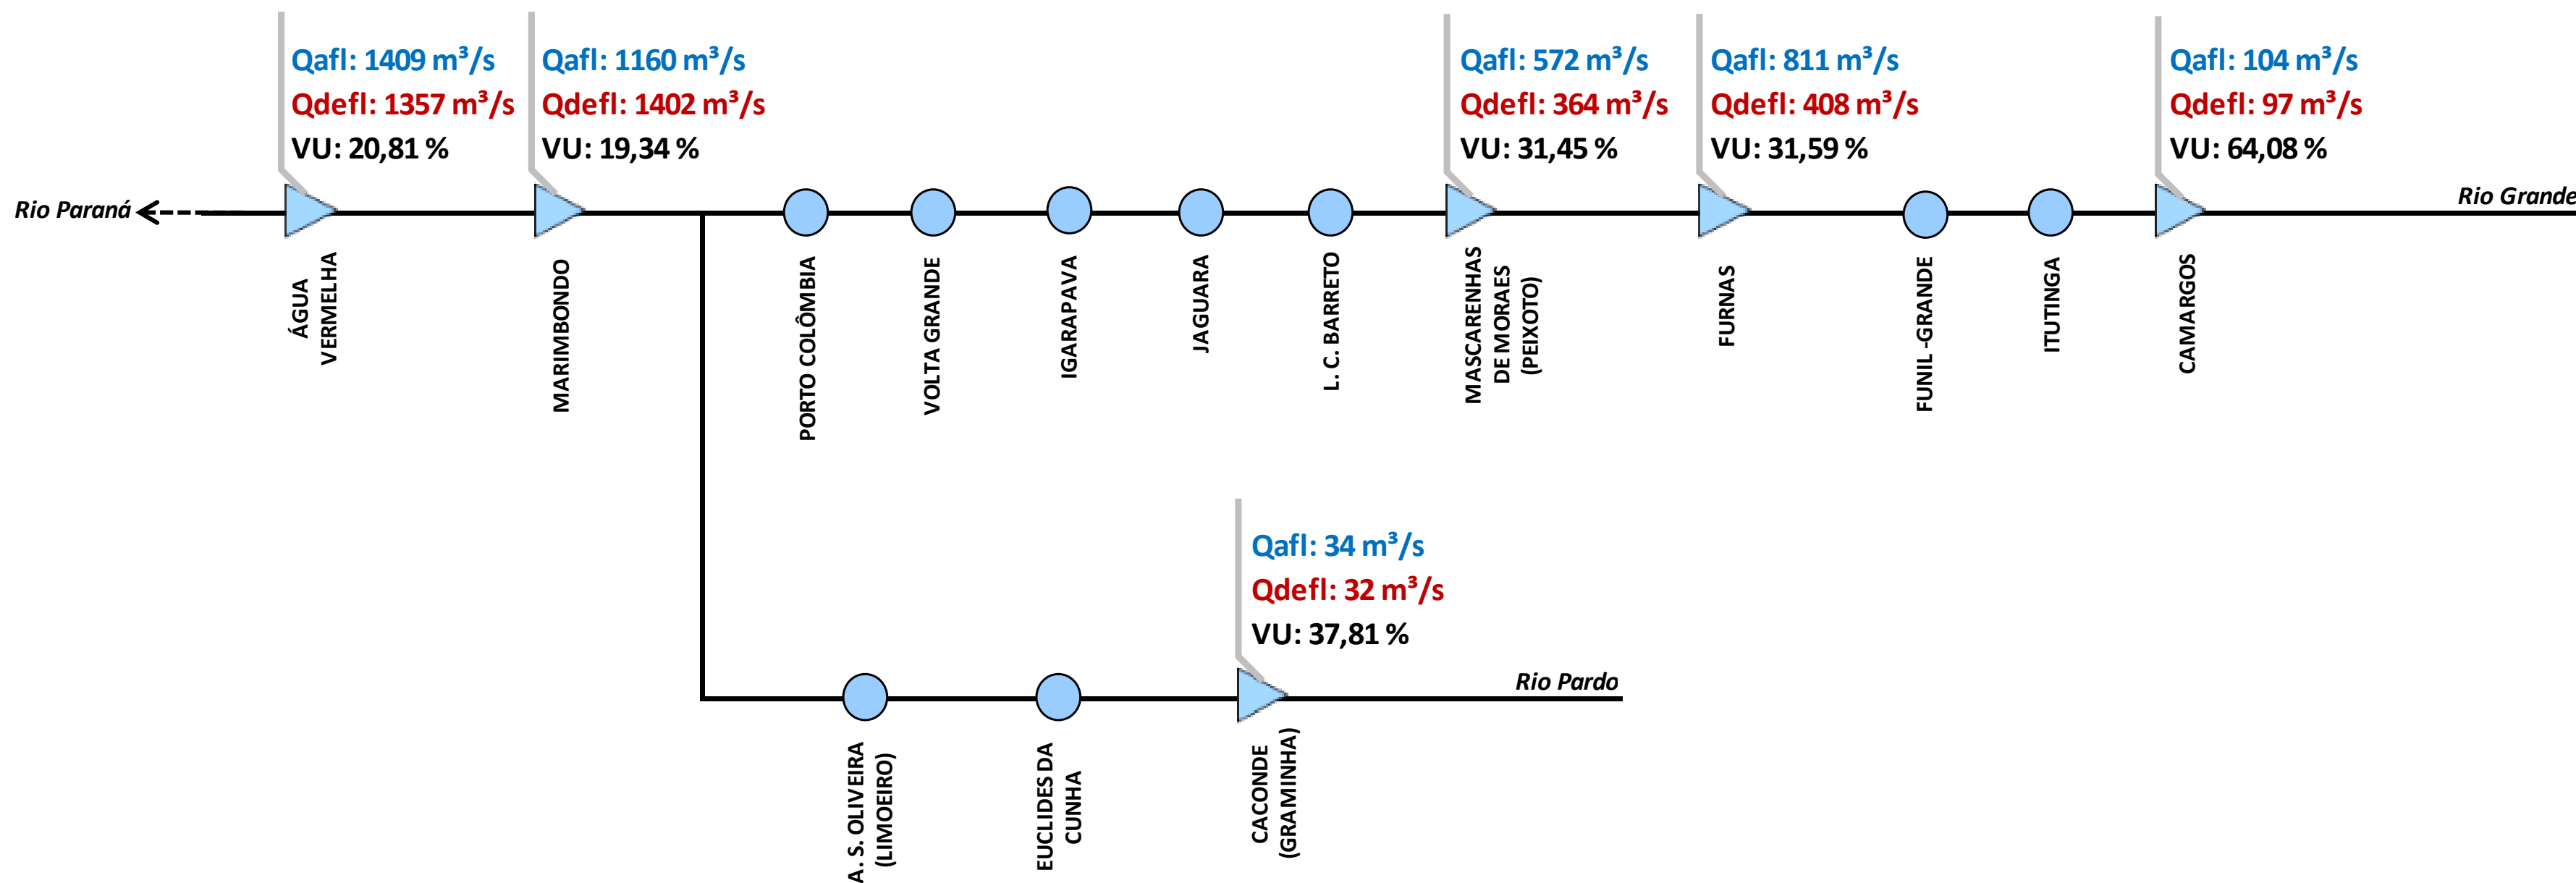 Qafl: 1409 m³/s
Qdefl: 1357 m³/s
VU: 20,81 %
Qafl: 1160 m³/s
Qdefl: 1402 m³/s
VU: 19,34 %
Qafl: 572 m³/s
Qdefl: 364 m³/s
VU: 31,45 %
Qafl: 811 m³/s
Qdefl: 408 m³/s
VU: 31,59 %
Qafl: 104 m³/s
Qdefl: 97 m³/s
VU: 64,08 %
Rio Paraná
Rio Grande
ÁGUA
VERMELHA
MARIMBONDO
PORTO COLÔMBIA
VOLTA GRANDE
IGARAPAVA
JAGUARA
L. C. BARRETO
MASCARENHAS
DE MORAES
(PEIXOTO)
FURNAS
FUNIL -GRANDE
ITUTINGA
CAMARGOS
Qafl: 34 m³/s
Qdefl: 32 m³/s
VU: 37,81 %
Rio Pardo
A. S. OLIVEIRA
(LIMOEIRO)
EUCLIDES DA
CUNHA
CACONDE
(GRAMINHA)